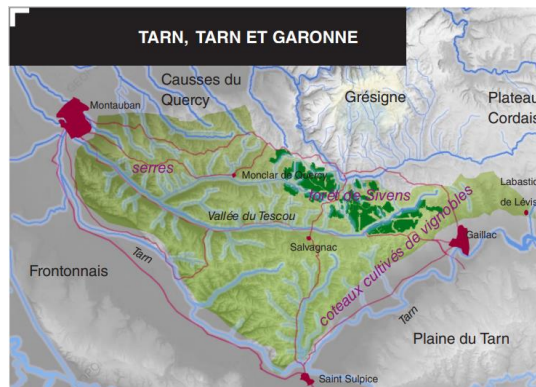 TARN, TARN ET GARONNE
Causses du
Quercy
Grésigne
Plateau
Cordais
Montauban
serres
Monclar de Quercy
forêt de Sivens
Labastic
de Lévis
Vallée du Tescou
Salvagnac
Gaillac
coteaux cultivés de vignobles
Frontonnais
Tarn
Tarn
Plaine du Tarn
Saint Sulpice